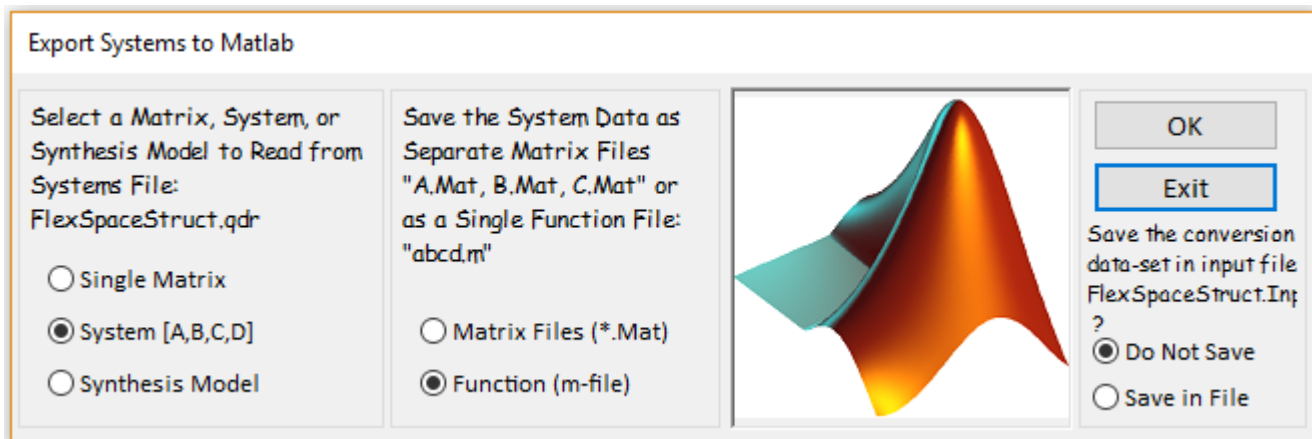 Export Systems to Matlab
Select a Matrix, System, or
Synthesis Model to Read from
Systems File:
FlexSpaceStruct.qdr
Single Matrix
System [A,B,C,D]
Synthesis Model
Save the System Data as
Separate Matrix Files
"A.Mat, B.Mat, C.Mat" or
as a Single Function File:
"abcd.m"
Matrix Files (*.Mat)
Function (m-file)
OK
Exit
Save the conversion
data-set in input file
FlexSpaceStruct.Inp
?
Do Not Save
Save in File